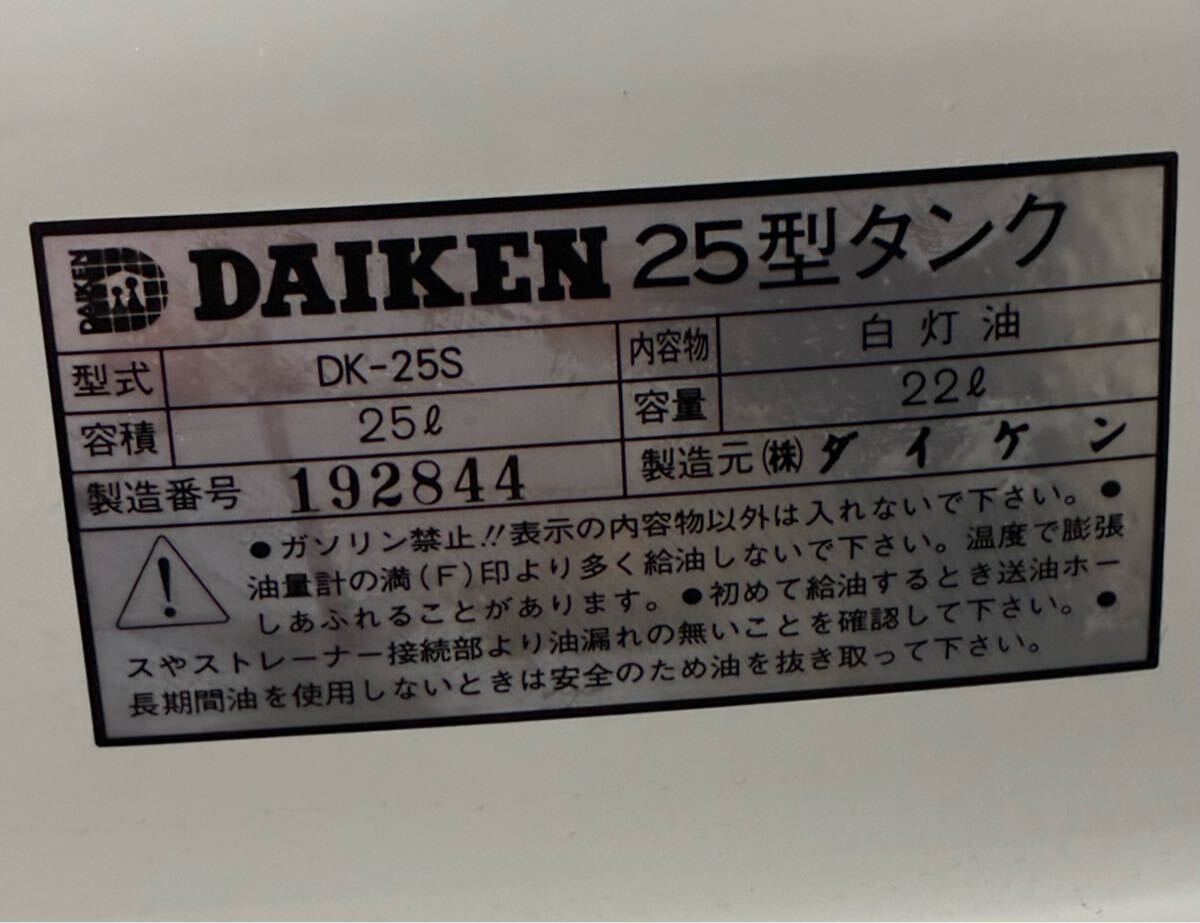 DAIKEN DAIKEN 25型タンク
型式 DK-25S 内容物 白灯油
容積 25ℓ 容量 22ℓ
製造番号 192844 製造元 (株) ダイケン
●ガソリン禁止!!表示の内容物以外は入れないで下さい。●
油量計の満(F)印より多く給油しないで下さい。温度で膨張
しあふれることがあります。●初めて給油するとき送油ホー
スやストレーナー接続部より油漏れの無いことを確認して下さい。●
長期間油を使用しないときは安全のため油を抜き取って下さい。